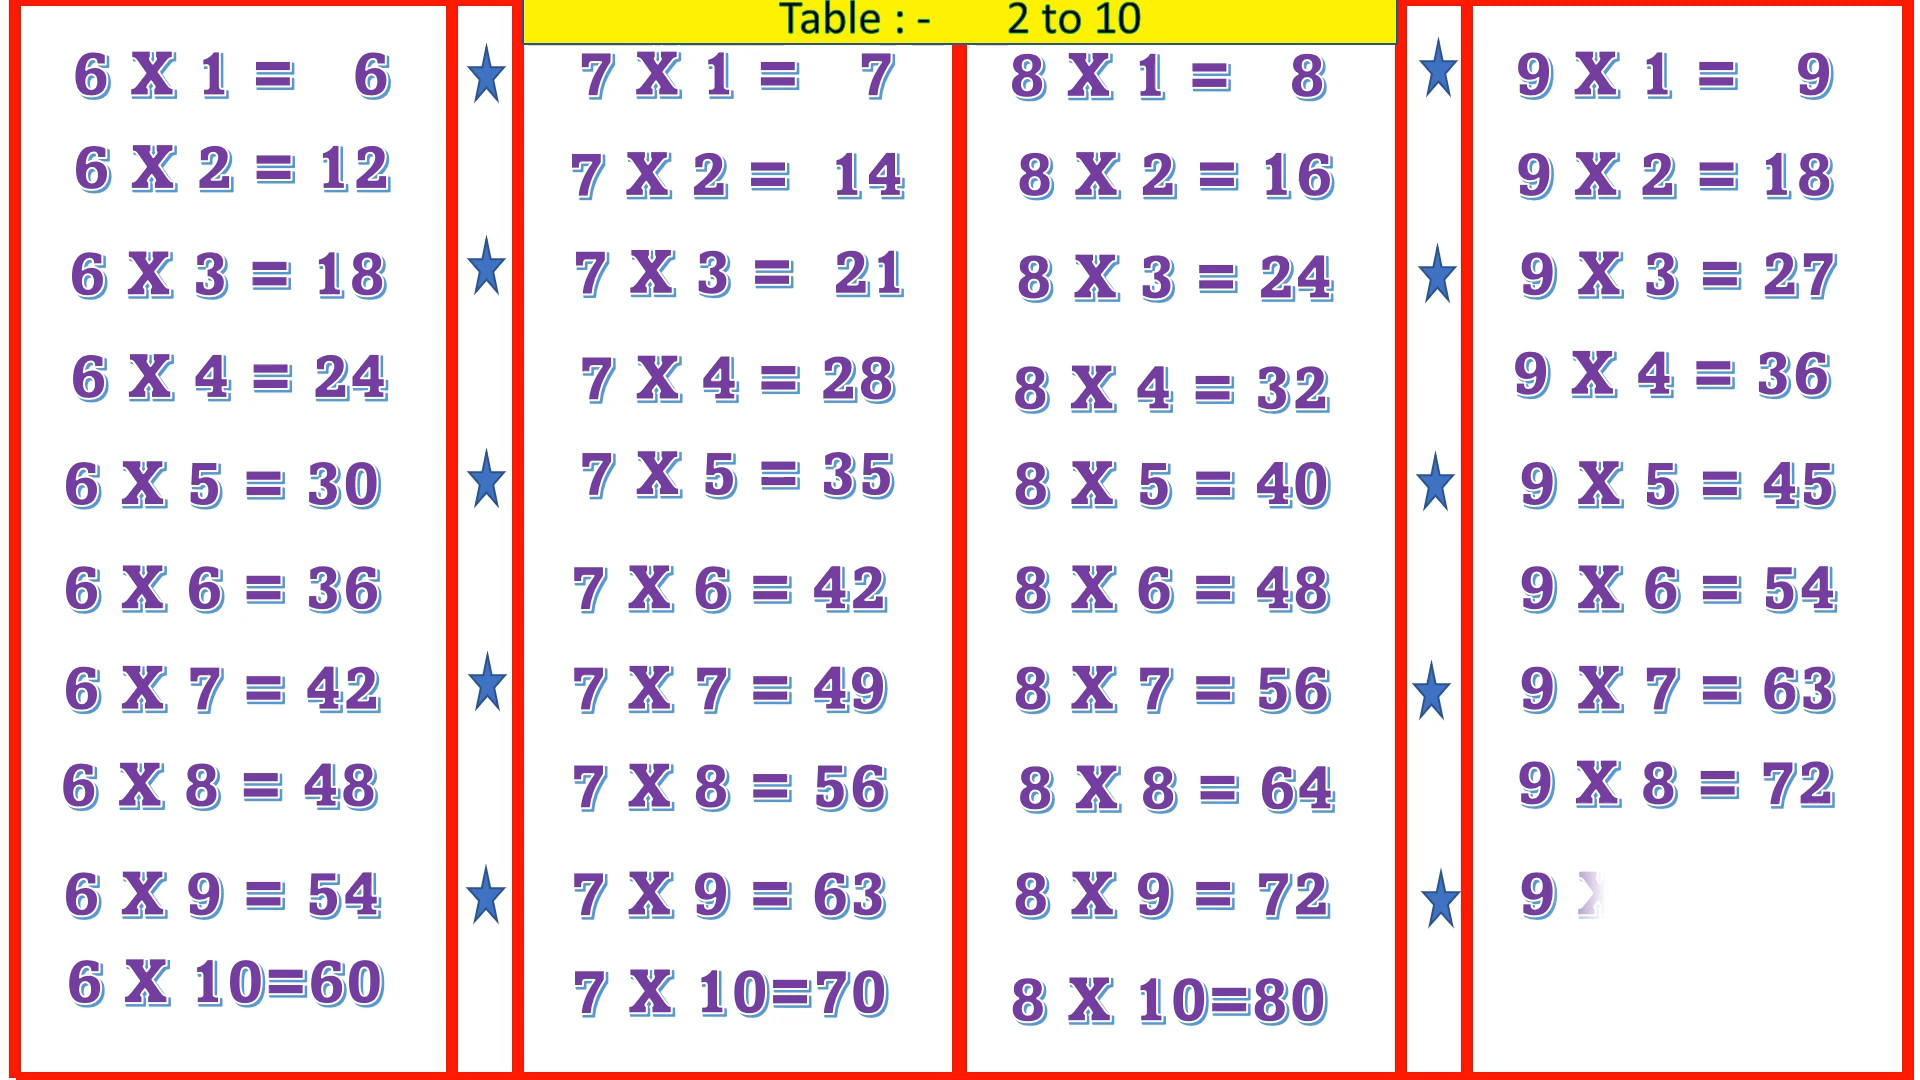 Table : - 2 to 10
6 X 1 = 6
6 X 2 = 12
6 X 3 = 18
6 X 4 = 24
6 X 5 = 30
6 X 6 = 36
6 X 7 = 42
6 X 8 = 48
6 X 9 = 54
6 X 10=60
7 X 1 = 7
7 X 2 = 14
7 X 3 = 21
7 X 4 = 28
7 X 5 = 35
7 X 6 = 42
7 X 7 = 49
7 X 8 = 56
7 X 9 = 63
7 X 10=70
8 X 1 = 8
8 X 2 = 16
8 X 3 = 24
8 X 4 = 32
8 X 5 = 40
8 X 6 = 48
8 X 7 = 56
8 X 8 = 64
8 X 9 = 72
8 X 10=80
9 X 1 = 9
9 X 2 = 18
9 X 3 = 27
9 X 4 = 36
9 X 5 = 45
9 X 6 = 54
9 X 7 = 63
9 X 8 = 72
9 X